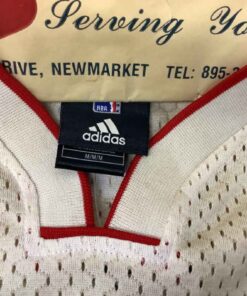 Serving Yo
RIVE, NEWMARKET TEL: 895-
NBA
adidas
M/M/M